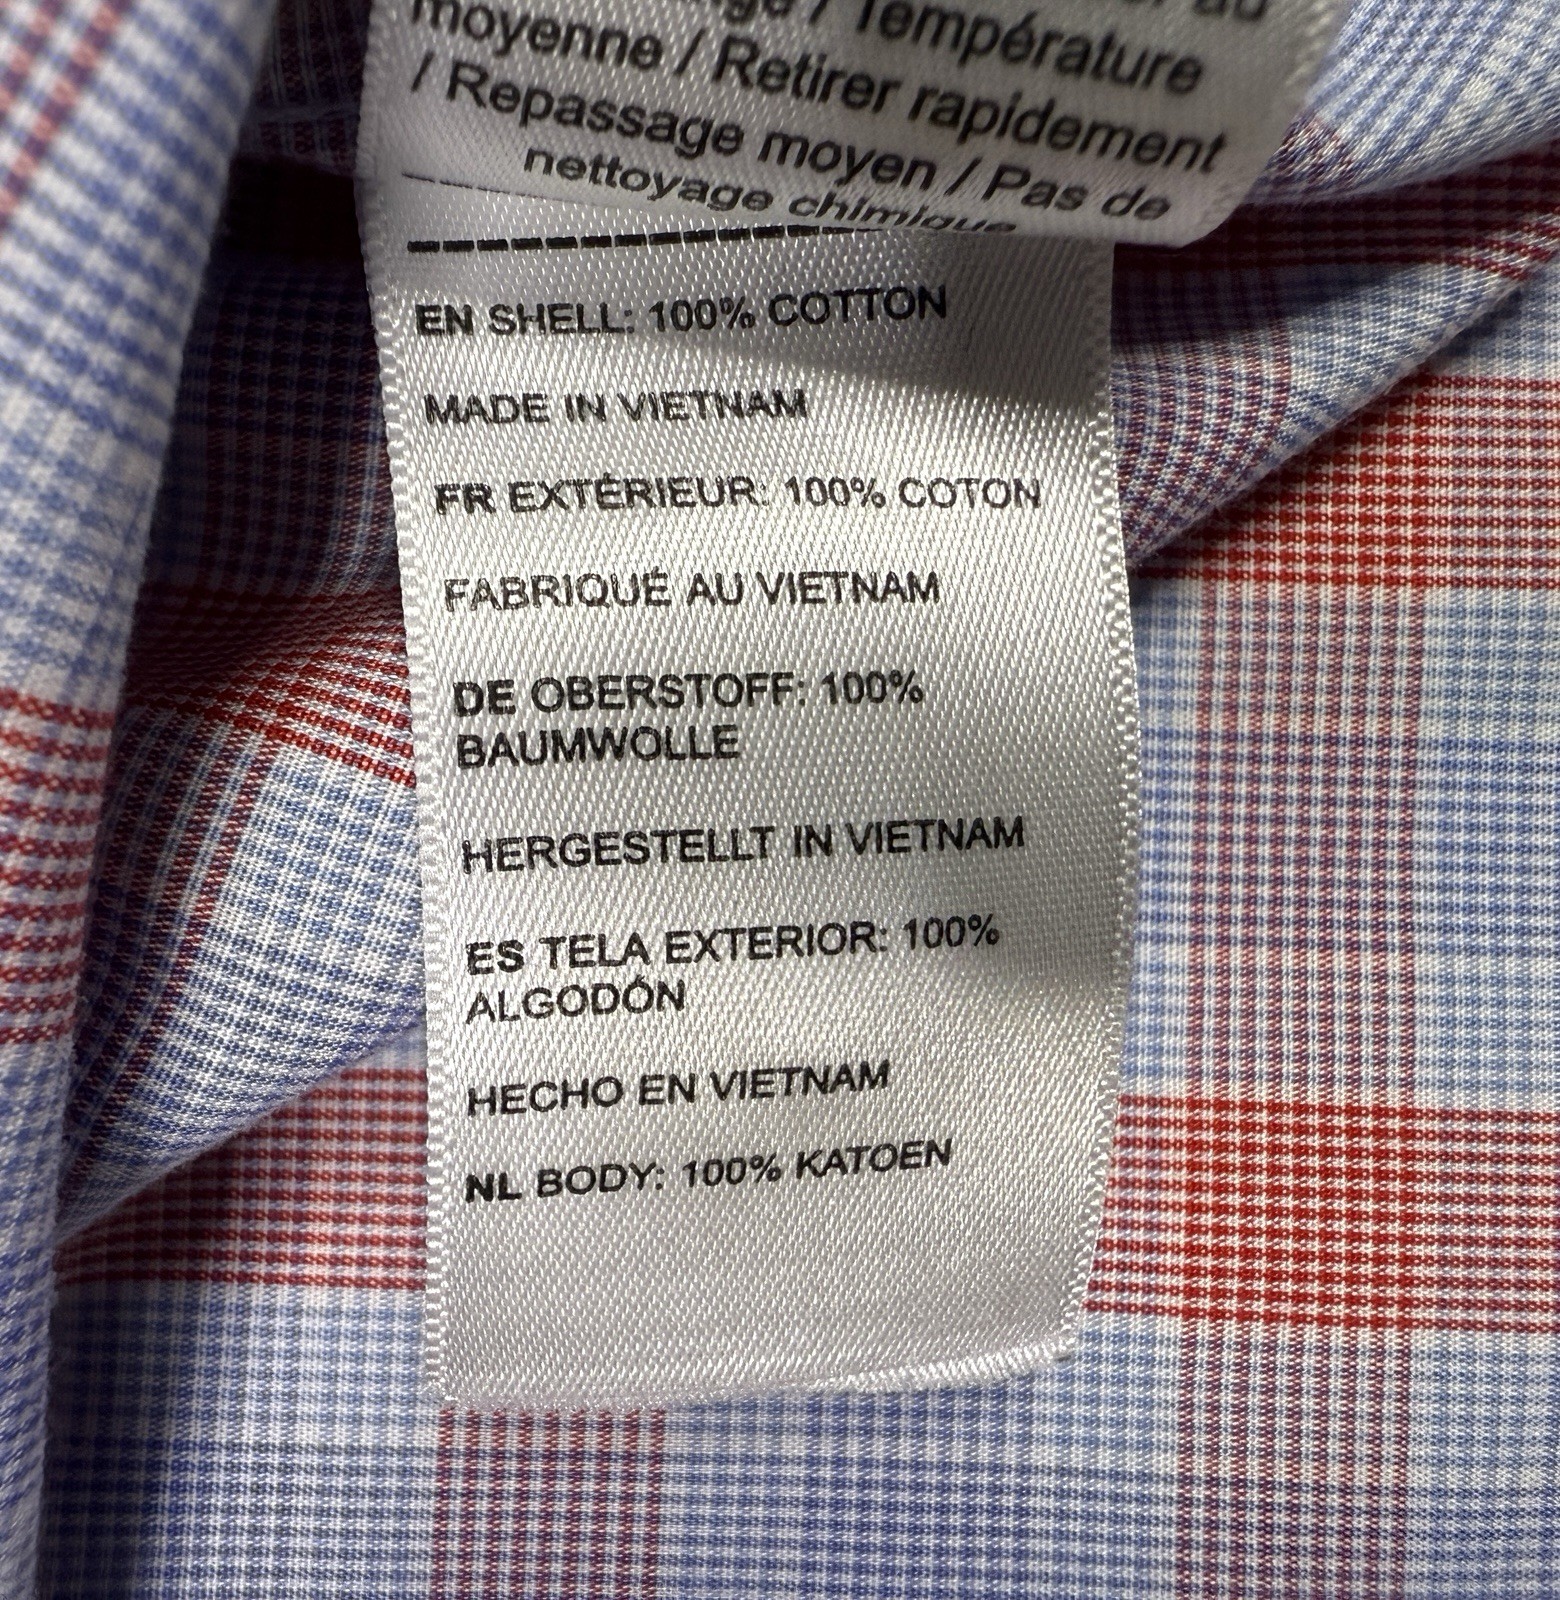 au
/ Température
moyenne / Retirer rapidement
/ Repassage moyen / Pas de
nettoyage chimique
EN SHELL: 100% COTTON
MADE IN VIETNAM
FR EXTÉRIEUR: 100% COTON
FABRIQUÉ AU VIETNAM
DE OBERSTOFF: 100%
BAUMWOLLE
HERGESTELLT IN VIETNAM
ES TELA EXTERIOR: 100%
ALGODÓN
HECHO EN VIETNAM
NL BODY: 100% KATOEN